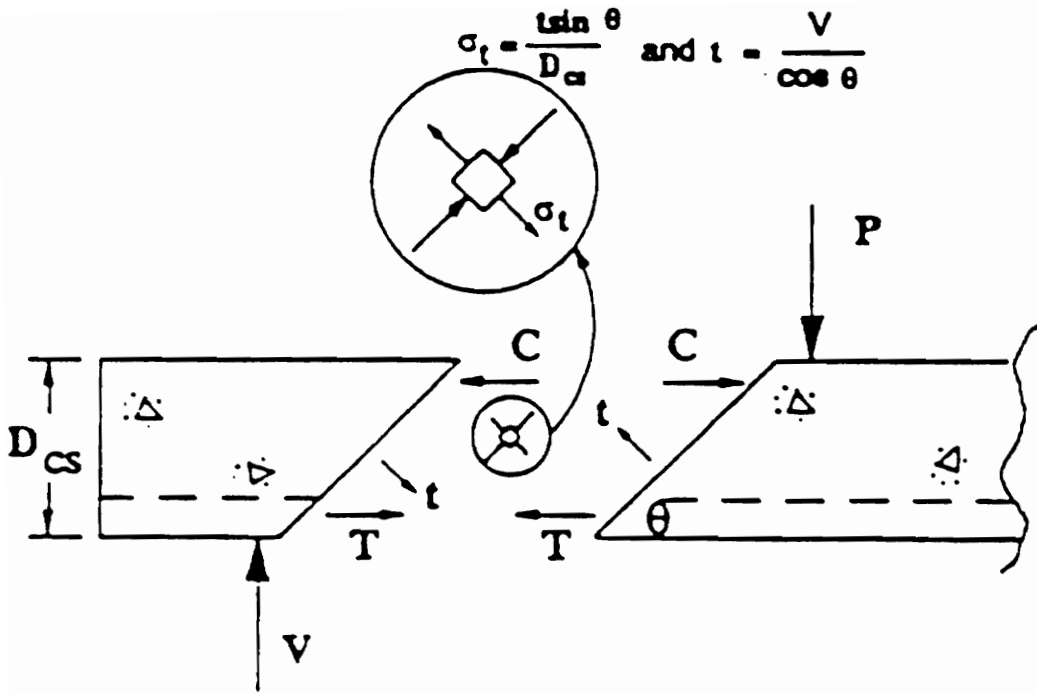 σt = tsin θ / Dcs and t = V / cos θ
σt
P
C C
t
DCS
t
θ
T T
V